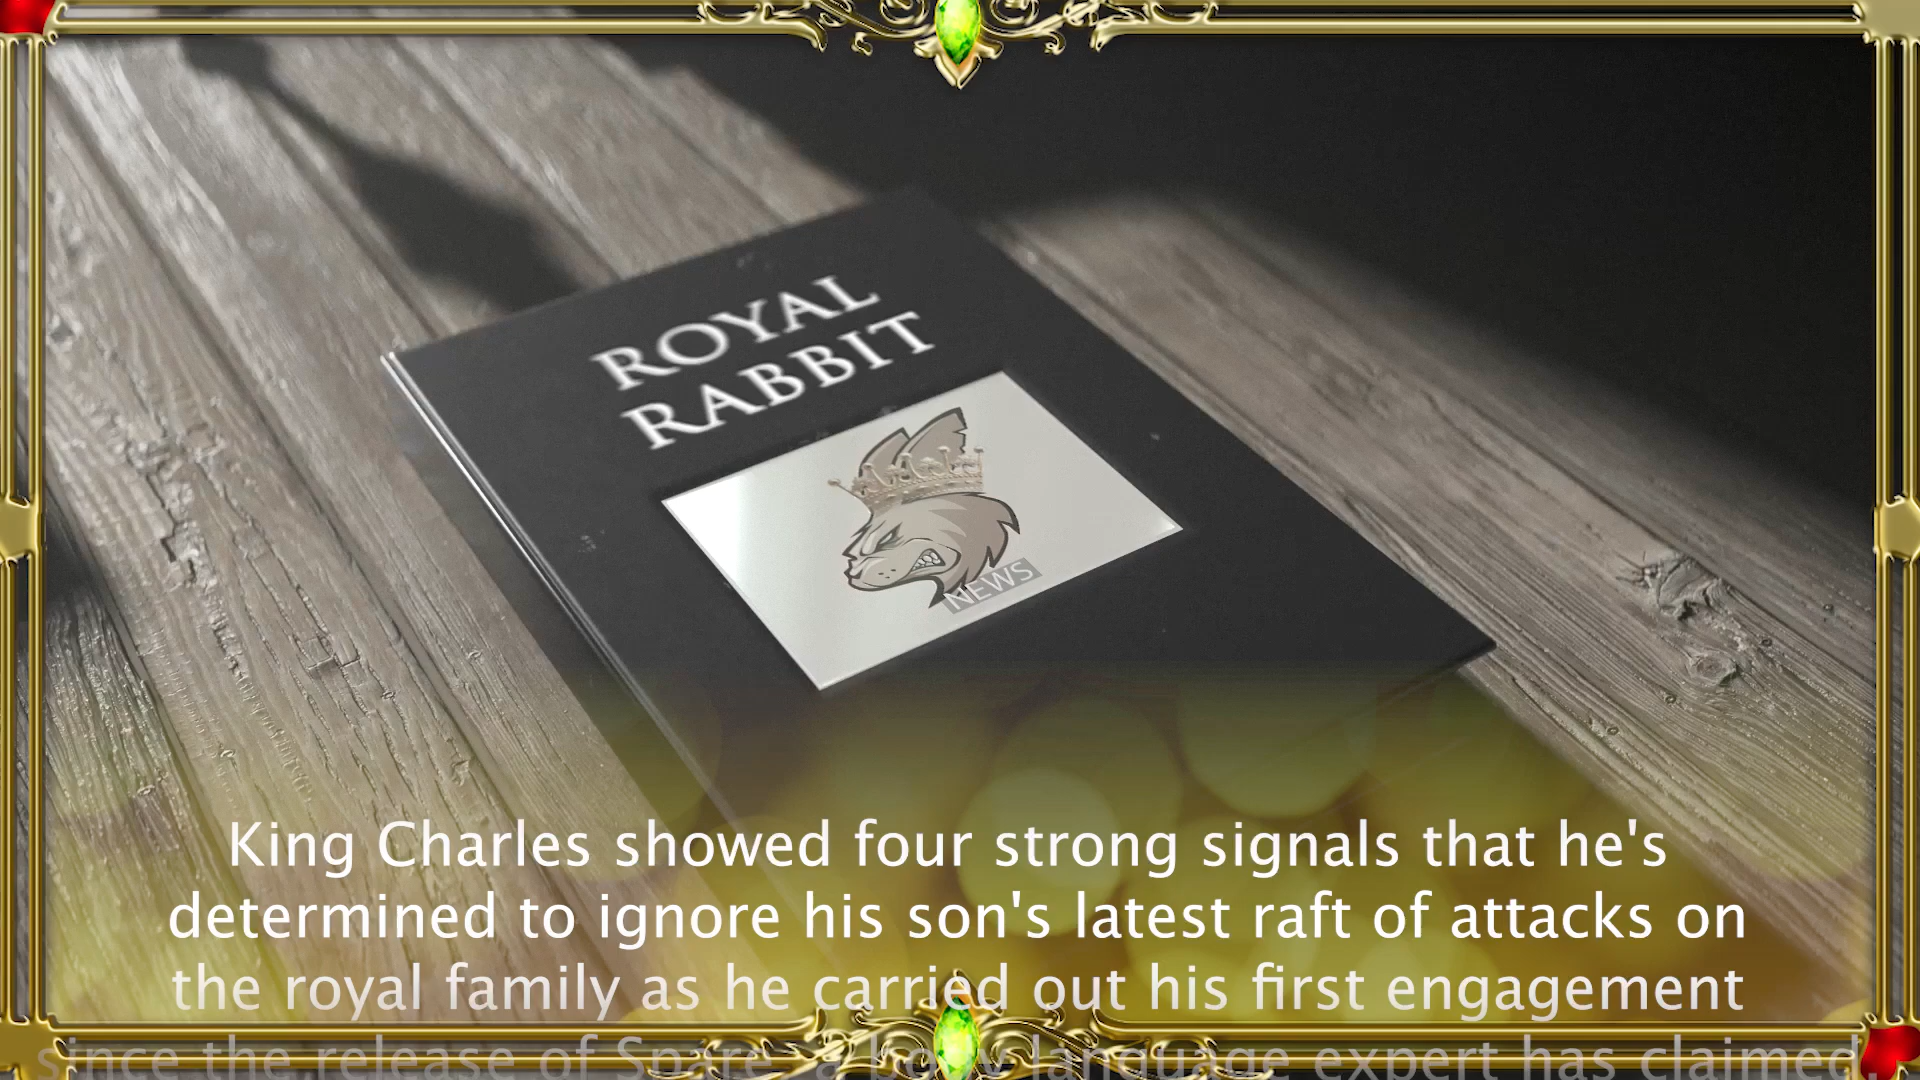 ROYAL
RABBIT
NEWS
King Charles showed four strong signals that he's
determined to ignore his son's latest raft of attacks on
the royal family as he carried out his first engagement
since the release of Spare, a body language expert has claimed.